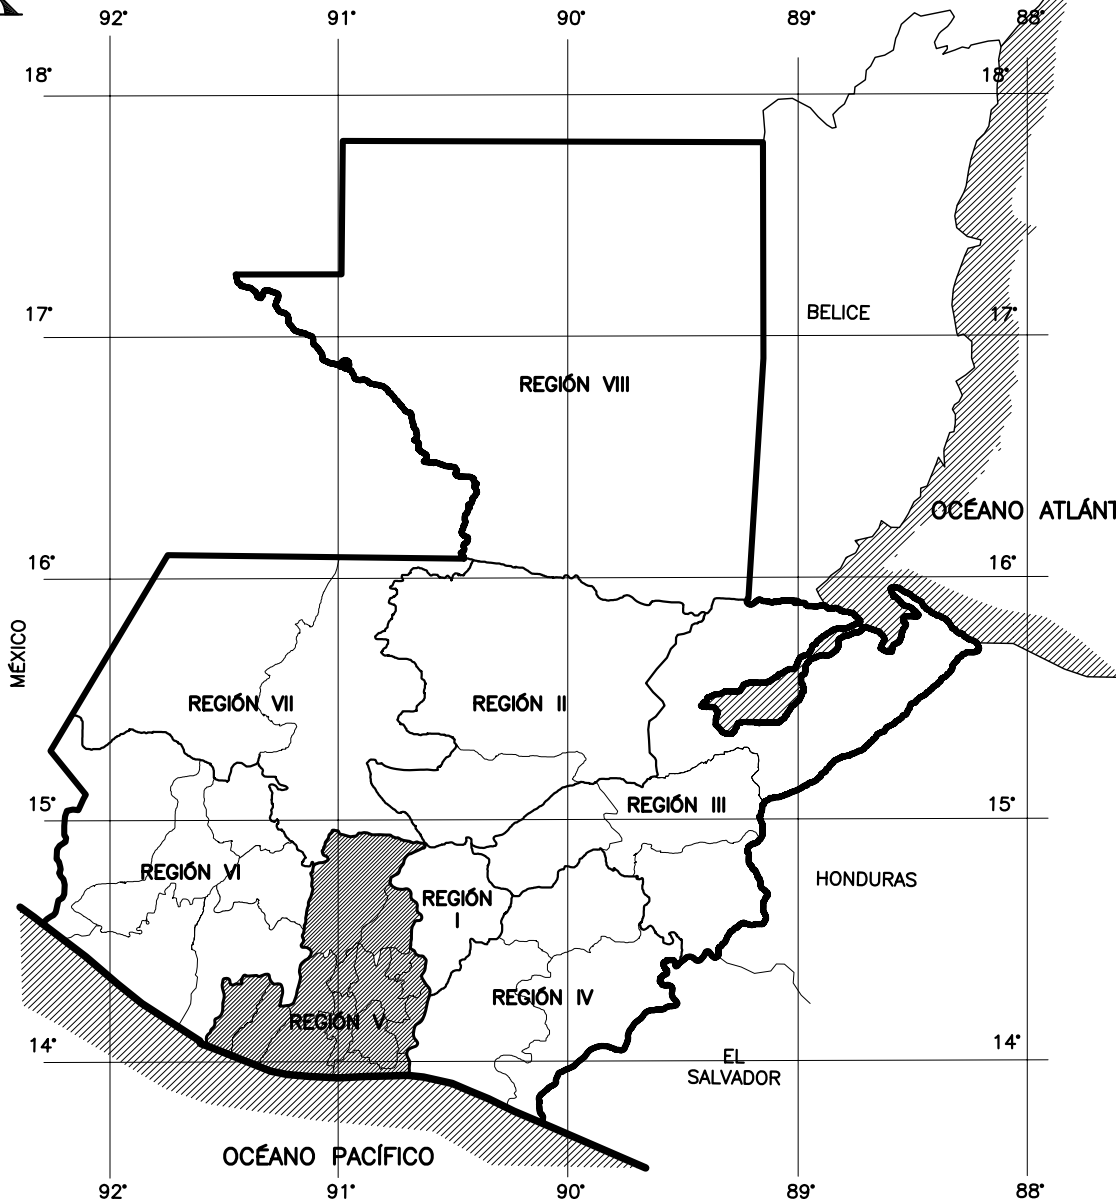 92° 91° 90° 89° 88°
18° 18°
17° BELICE 17°
REGIÓN VIII
OCÉANO ATLÁNT
16° 16°
MÉXICO
REGIÓN VII REGIÓN II
15° REGIÓN III 15°
REGIÓN VI
REGIÓN
I
HONDURAS
REGIÓN IV
REGIÓN V
14° 14°
EL
SALVADOR
OCÉANO PACÍFICO
92° 91° 90° 89° 88°